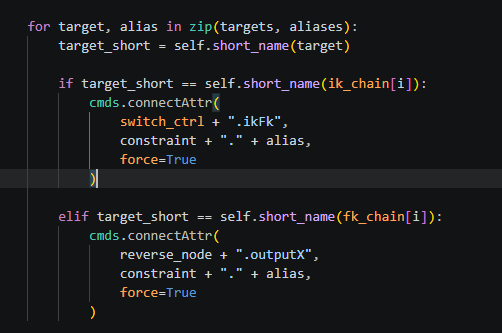 for target, alias in zip(targets, aliases):
    target_short = self.short_name(target)

    if target_short == self.short_name(ik_chain[i]):
        cmds.connectAttr(
            switch_ctrl + ".ikFk",
            constraint + "." + alias,
            force=True
        )

    elif target_short == self.short_name(fk_chain[i]):
        cmds.connectAttr(
            reverse_node + ".outputX",
            constraint + "." + alias,
            force=True
        )